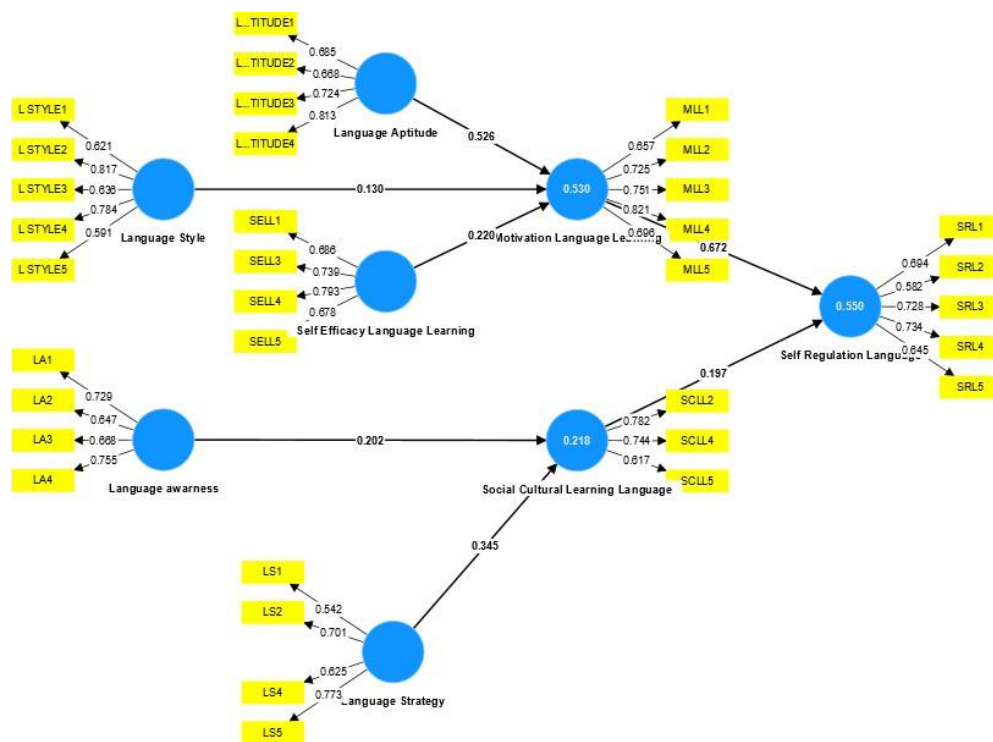 L...TITUDE1
0.685
L...TITUDE2
0.668
L...TITUDE3
0.724
L...TITUDE4
0.813
Language Aptitude
0.526
L STYLE1
0.621
L STYLE2
0.817
L STYLE3
0.636
L STYLE4
0.784
L STYLE5
0.591
Language Style
0.130
SELL1
0.686
SELL3
0.739
SELL4
0.793
SELL5
0.678
Self Efficacy Language Learning
0.220
0.530
Motivation Language Learning
MLL1
0.657
MLL2
0.725
MLL3
0.751
MLL4
0.821
MLL5
0.696
0.672
0.550
Self Regulation Language
SRL1
0.694
SRL2
0.582
SRL3
0.728
SRL4
0.734
SRL5
0.645
LA1
0.729
LA2
0.647
LA3
0.668
LA4
0.755
Language awarness
0.202
0.218
Social Cultural Learning Language
0.197
SCLL2
0.782
SCLL4
0.744
SCLL5
0.617
0.345
LS1
0.542
LS2
0.701
LS4
0.625
LS5
0.773
Language Strategy